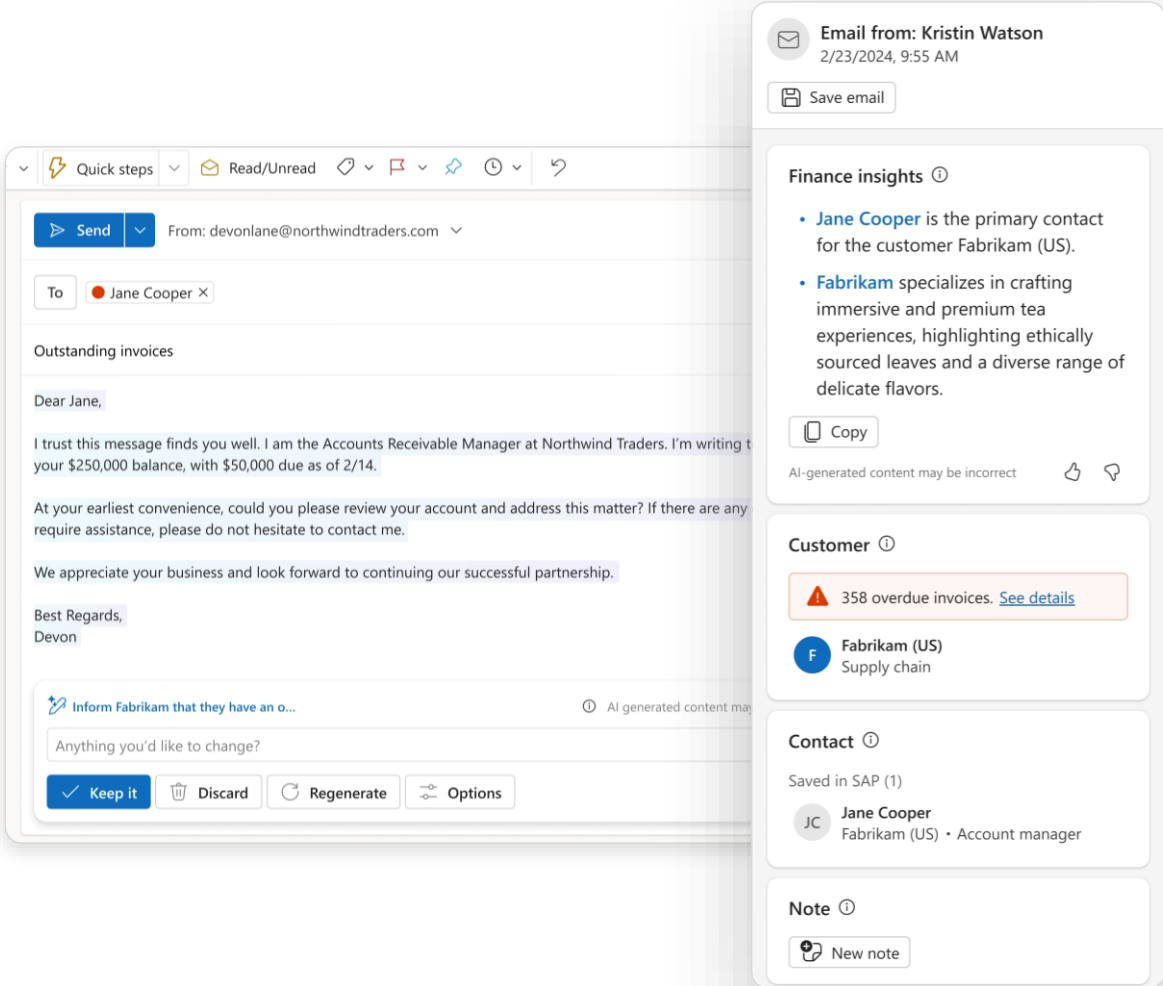 Quick steps
Read/Unread
Send
From: devonlane@northwindtraders.com
To
Jane Cooper
Outstanding invoices
Dear Jane,
I trust this message finds you well. I am the Accounts Receivable Manager at Northwind Traders. I'm writing
your $250,000 balance, with $50,000 due as of 2/14.
At your earliest convenience, could you please review your account and address this matter? If there are any
require assistance, please do not hesitate to contact me.
We appreciate your business and look forward to continuing our successful partnership.
Best Regards,
Devon
Inform Fabrikam that they have an o...
AI generated content may
Anything you'd like to change?
Keep it
Discard
Regenerate
Options
Email from: Kristin Watson
2/23/2024, 9:55 AM
Save email
Finance insights
• Jane Cooper is the primary contact
for the customer Fabrikam (US).
• Fabrikam specializes in crafting
immersive and premium tea
experiences, highlighting ethically
sourced leaves and a diverse range of
delicate flavors.
Copy
AI-generated content may be incorrect
Customer
358 overdue invoices. See details
F
Fabrikam (US)
Supply chain
Contact
Saved in SAP (1)
JC
Jane Cooper
Fabrikam (US) • Account manager
Note
New note